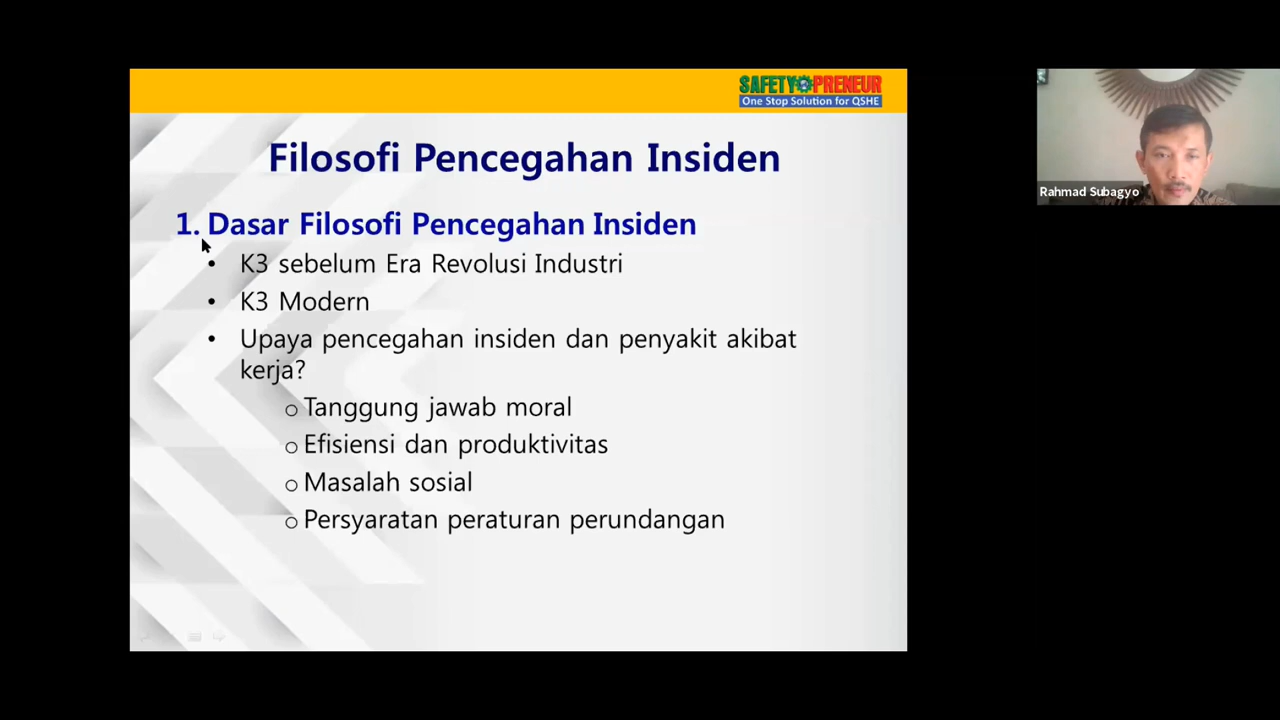 SAFETY PRENEUR
One Stop Solution for QSHE
Filosofi Pencegahan Insiden
1. Dasar Filosofi Pencegahan Insiden
• K3 sebelum Era Revolusi Industri
• K3 Modern
• Upaya pencegahan insiden dan penyakit akibat
kerja?
o Tanggung jawab moral
o Efisiensi dan produktivitas
o Masalah sosial
o Persyaratan peraturan perundangan
Rahmad Subagyo